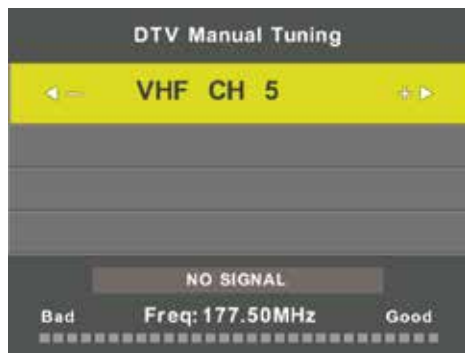 DTV Manual Tuning
VHF CH 5
NO SIGNAL
Bad Freq: 177.50MHz Good